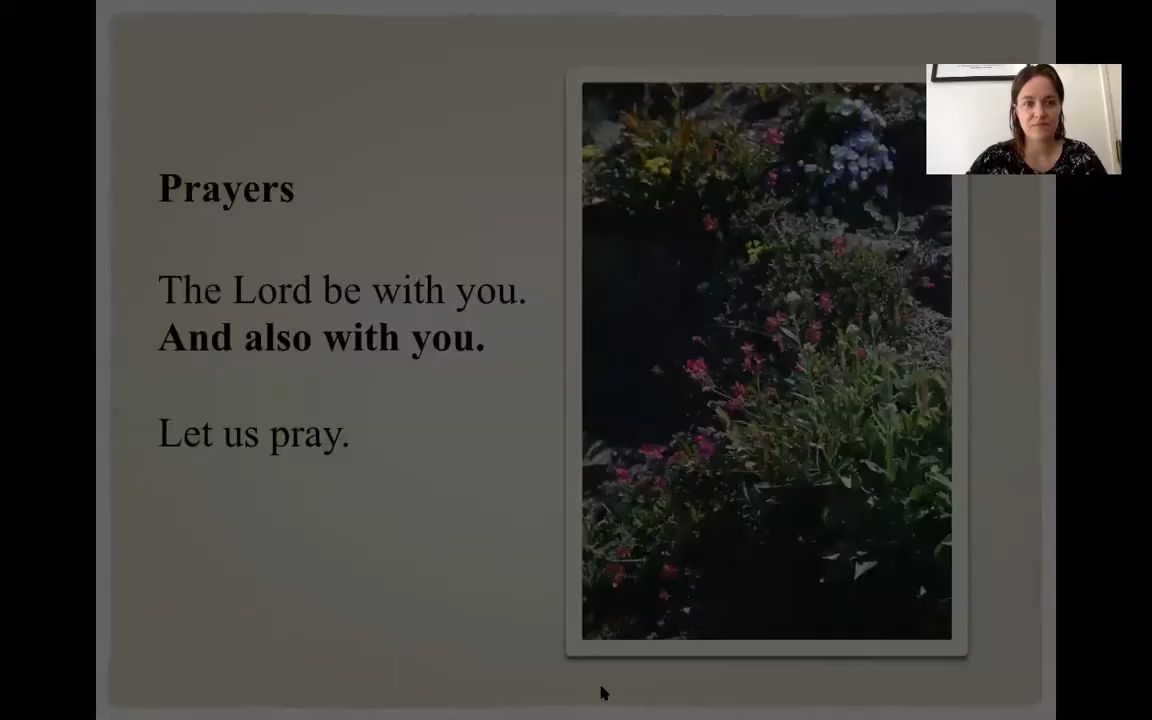 Prayers
The Lord be with you.
And also with you.
Let us pray.